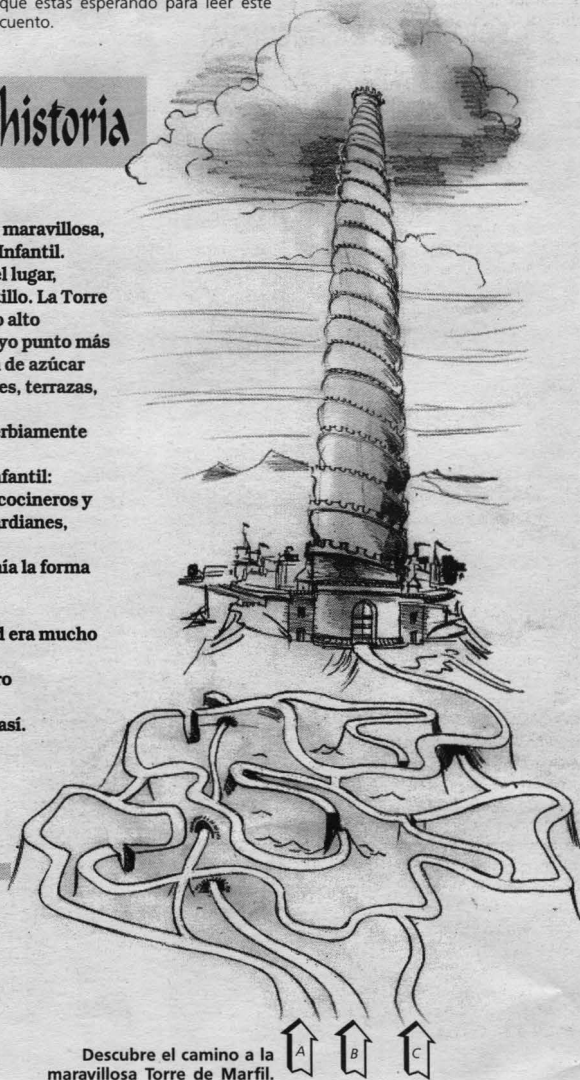 que estás esperando para leer este
cuento.
historia
maravillosa,
Infantil.
el lugar,
tillo. La Torre
o alto
yo punto más
de azúcar
es, terrazas,
erbiamente
nfantil:
cocineros y
ardianes,
nía la forma
d era mucho
ro
así.
A
B
C
Descubre el camino a la
maravillosa Torre de Marfil.